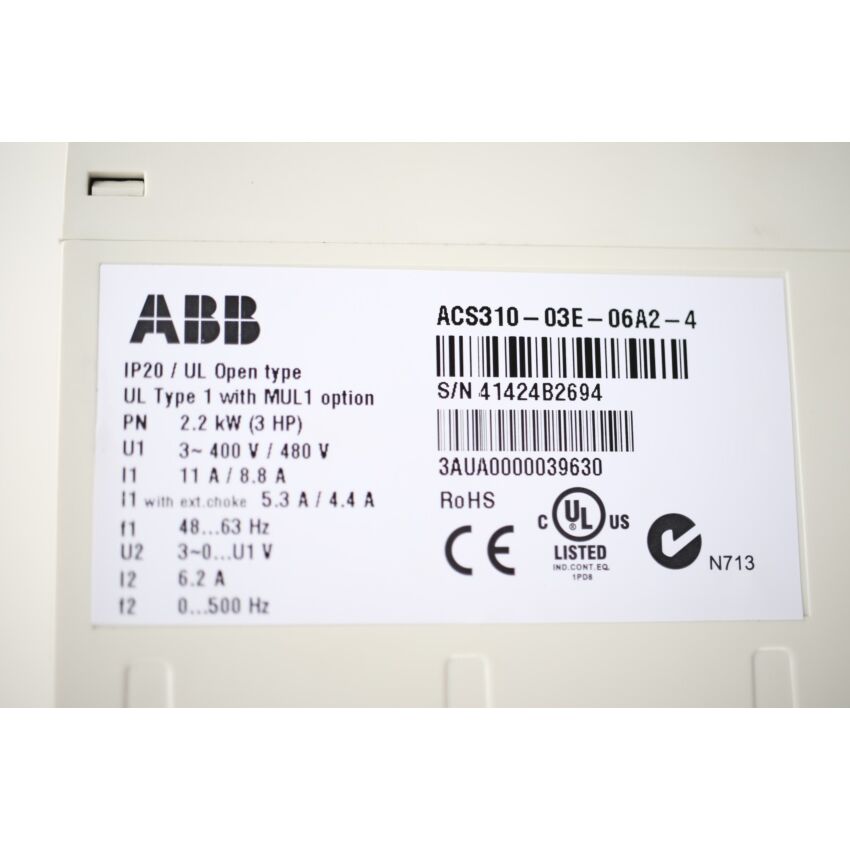 ABB
IP20 / UL Open type
UL Type 1 with MUL1 option
PN 2.2 kW (3 HP)
U1 3~ 400 V / 480 V
I1 11 A / 8.8 A
I1 with ext.choke 5.3 A / 4.4 A
f1 48...63 Hz
U2 3~0...U1 V
I2 6.2 A
f2 0...500 Hz
ACS310-03E-06A2-4
S/N 41424B2694
3AUA0000039630
RoHS
CE
C UL US
LISTED
IND.CONT.EQ.
1PD8
N713